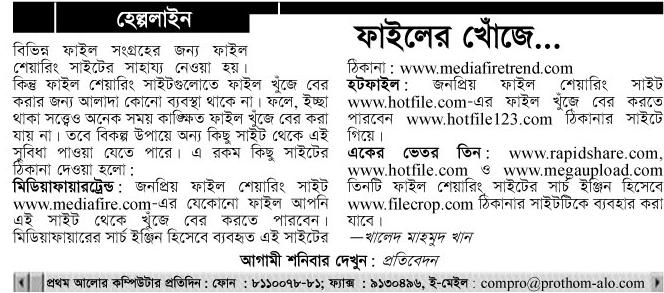 হেল্পলাইন
ফাইলের খোঁজে...
বিভিন্ন ফাইল সংগ্রহের জন্য ফাইল
শেয়ারিং সাইটের সাহায্য নেওয়া হয়।
কিন্তু ফাইল শেয়ারিং সাইটগুলোতে ফাইল খুঁজে বের
করার জন্য আলাদা কোনো ব্যবস্থা থাকে না। ফলে, ইচ্ছা
থাকা সত্ত্বেও অনেক সময় কাঙ্ক্ষিত ফাইল খুঁজে বের করা
যায় না। তবে বিকল্প উপায়ে অন্য কিছু সাইট থেকে এই
সুবিধা পাওয়া যেতে পারে। এ রকম কিছু সাইটের
ঠিকানা দেওয়া হলো :
মিডিয়াফায়ারট্রেন্ড : জনপ্রিয় ফাইল শেয়ারিং সাইট
www.mediafire.com-এর যেকোনো ফাইল আপনি
এই সাইট থেকে খুঁজে বের করতে পারবেন।
মিডিয়াফায়ারের সার্চ ইঞ্জিন হিসেবে ব্যবহৃত এই সাইটের
ঠিকানা : www.mediafiretrend.com
হটফাইল : জনপ্রিয় ফাইল শেয়ারিং সাইট
www.hotfile.com-এর ফাইল খুঁজে বের করতে
পারবেন www.hotfile123.com ঠিকানার সাইটে
গিয়ে।
একের ভেতর তিন : www.rapidshare.com,
www.hotfile.com ও www.megaupload.com
তিনটি ফাইল শেয়ারিং সাইটের সার্চ ইঞ্জিন হিসেবে
www.filecrop.com ঠিকানার সাইটটিকে ব্যবহার করা
যাবে।
—খালেদ মাহমুদ খান
আগামী শনিবার দেখুন : প্রতিবেদন
প্রথম আলোর কম্পিউটার প্রতিদিন : ফোন : ৮১১০০৭৮-৮১; ফ্যাক্স : ৯১৩০৪৯৬, ই-মেইল : compro@prothom-alo.com